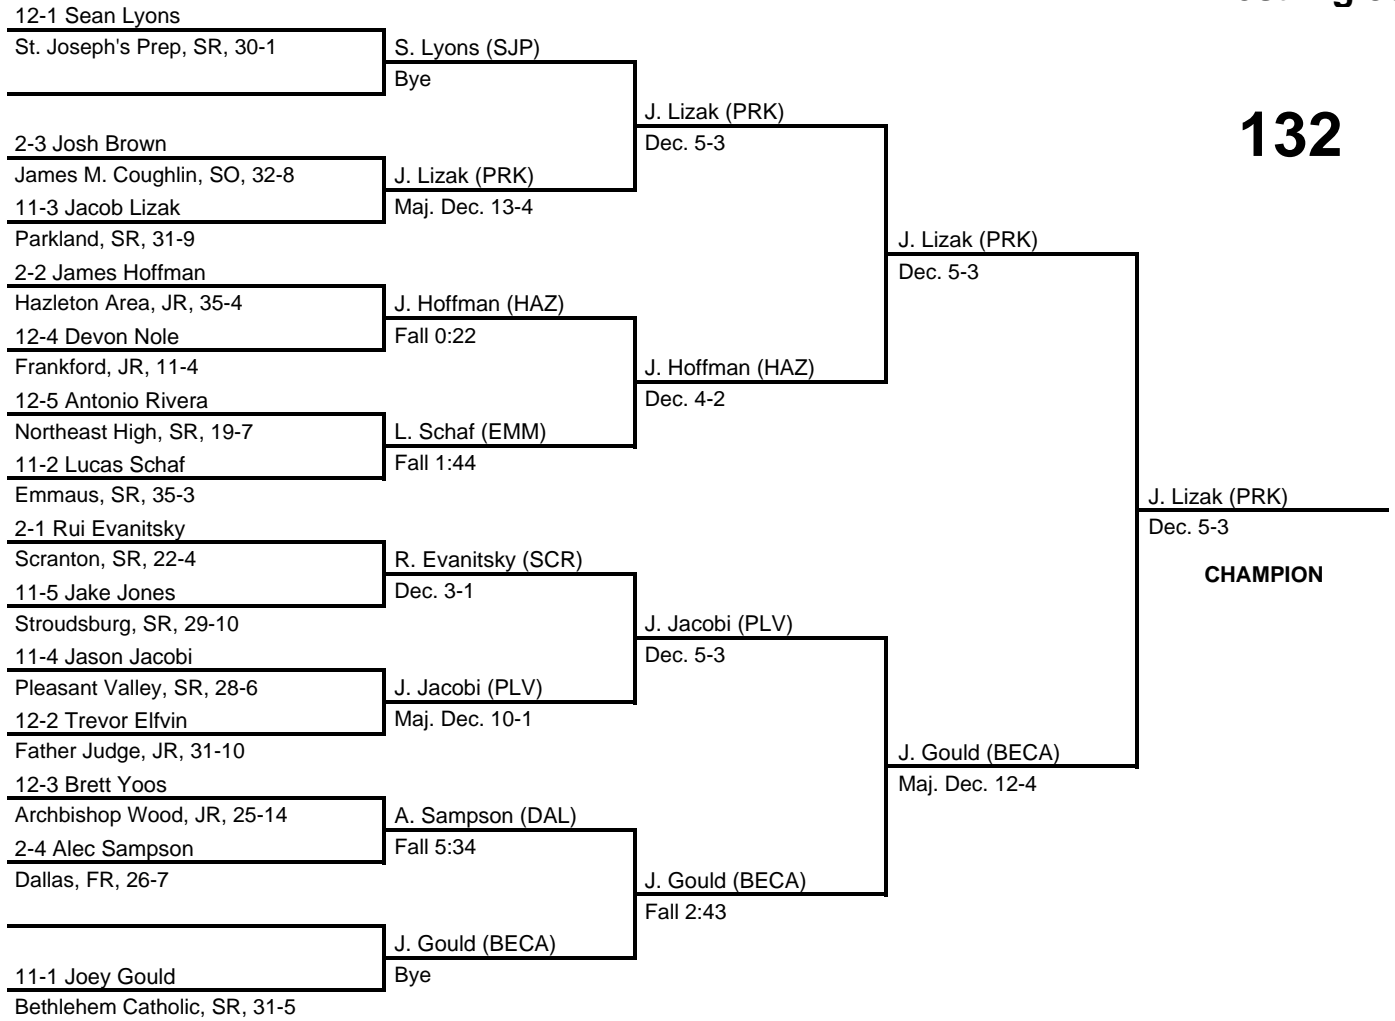 12-1 Sean Lyons
St. Joseph's Prep, SR, 30-1
S. Lyons (SJP)
Bye
J. Lizak (PRK)
Dec. 5-3
132
2-3 Josh Brown
James M. Coughlin, SO, 32-8
J. Lizak (PRK)
11-3 Jacob Lizak
Maj. Dec. 13-4
Parkland, SR, 31-9
J. Lizak (PRK)
Dec. 5-3
2-2 James Hoffman
Hazleton Area, JR, 35-4
J. Hoffman (HAZ)
12-4 Devon Nole
Fall 0:22
Frankford, JR, 11-4
J. Hoffman (HAZ)
Dec. 4-2
12-5 Antonio Rivera
Northeast High, SR, 19-7
L. Schaf (EMM)
11-2 Lucas Schaf
Fall 1:44
Emmaus, SR, 35-3
J. Lizak (PRK)
Dec. 5-3
CHAMPION
2-1 Rui Evanitsky
Scranton, SR, 22-4
R. Evanitsky (SCR)
11-5 Jake Jones
Dec. 3-1
Stroudsburg, SR, 29-10
J. Jacobi (PLV)
Dec. 5-3
11-4 Jason Jacobi
Pleasant Valley, SR, 28-6
J. Jacobi (PLV)
12-2 Trevor Elfvin
Maj. Dec. 10-1
Father Judge, JR, 31-10
J. Gould (BECA)
Maj. Dec. 12-4
12-3 Brett Yoos
Archbishop Wood, JR, 25-14
A. Sampson (DAL)
2-4 Alec Sampson
Fall 5:34
Dallas, FR, 26-7
J. Gould (BECA)
Fall 2:43
J. Gould (BECA)
11-1 Joey Gould
Bye
Bethlehem Catholic, SR, 31-5